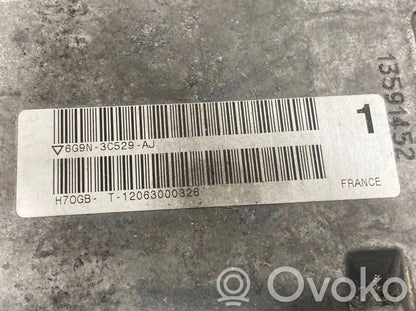 13591452
1
▽6G9N-3C529-AJ
H70GB- T-12063000326
FRANCE
Ovoko